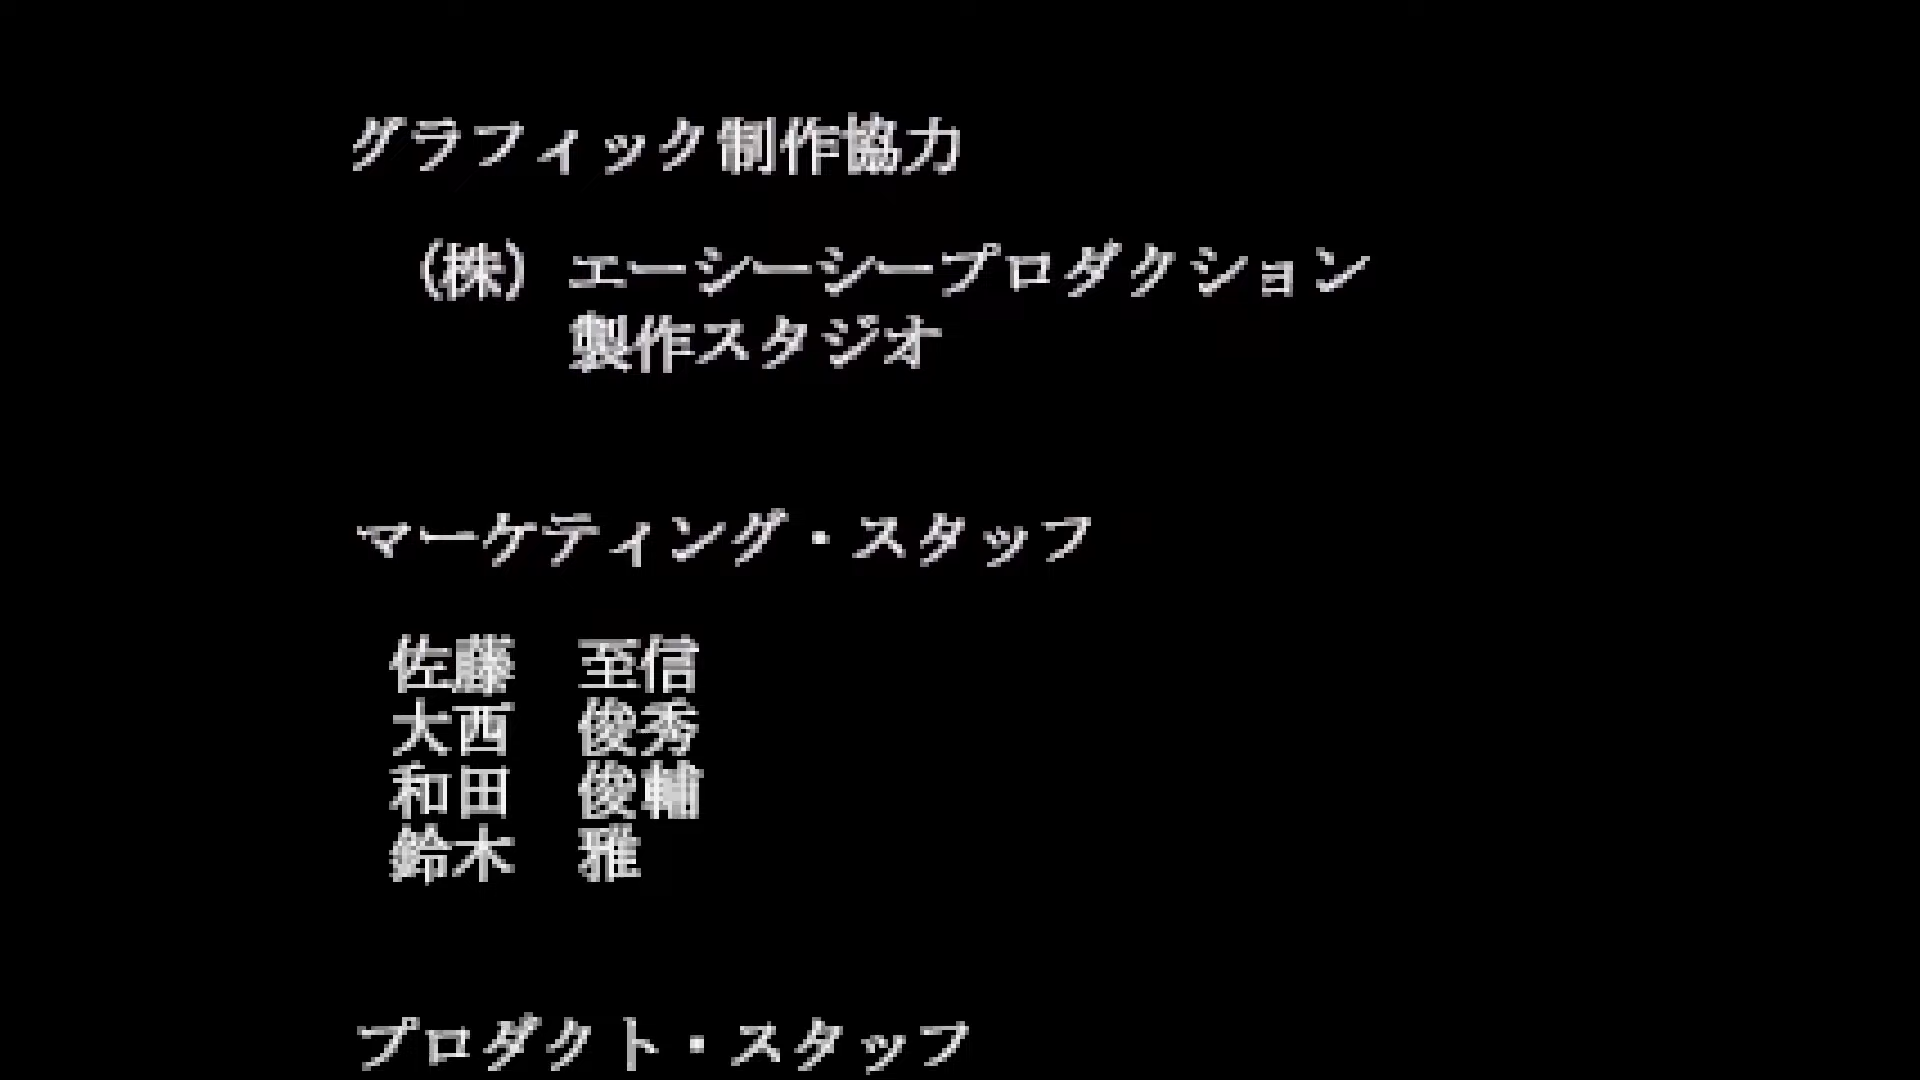 グラフィック制作協力
（株）エーシーシープロダクション
製作スタジオ
マーケティング・スタッフ
佐藤　至信
大西　俊秀
和田　俊輔
鈴木　雅
プロダクト・スタッフ